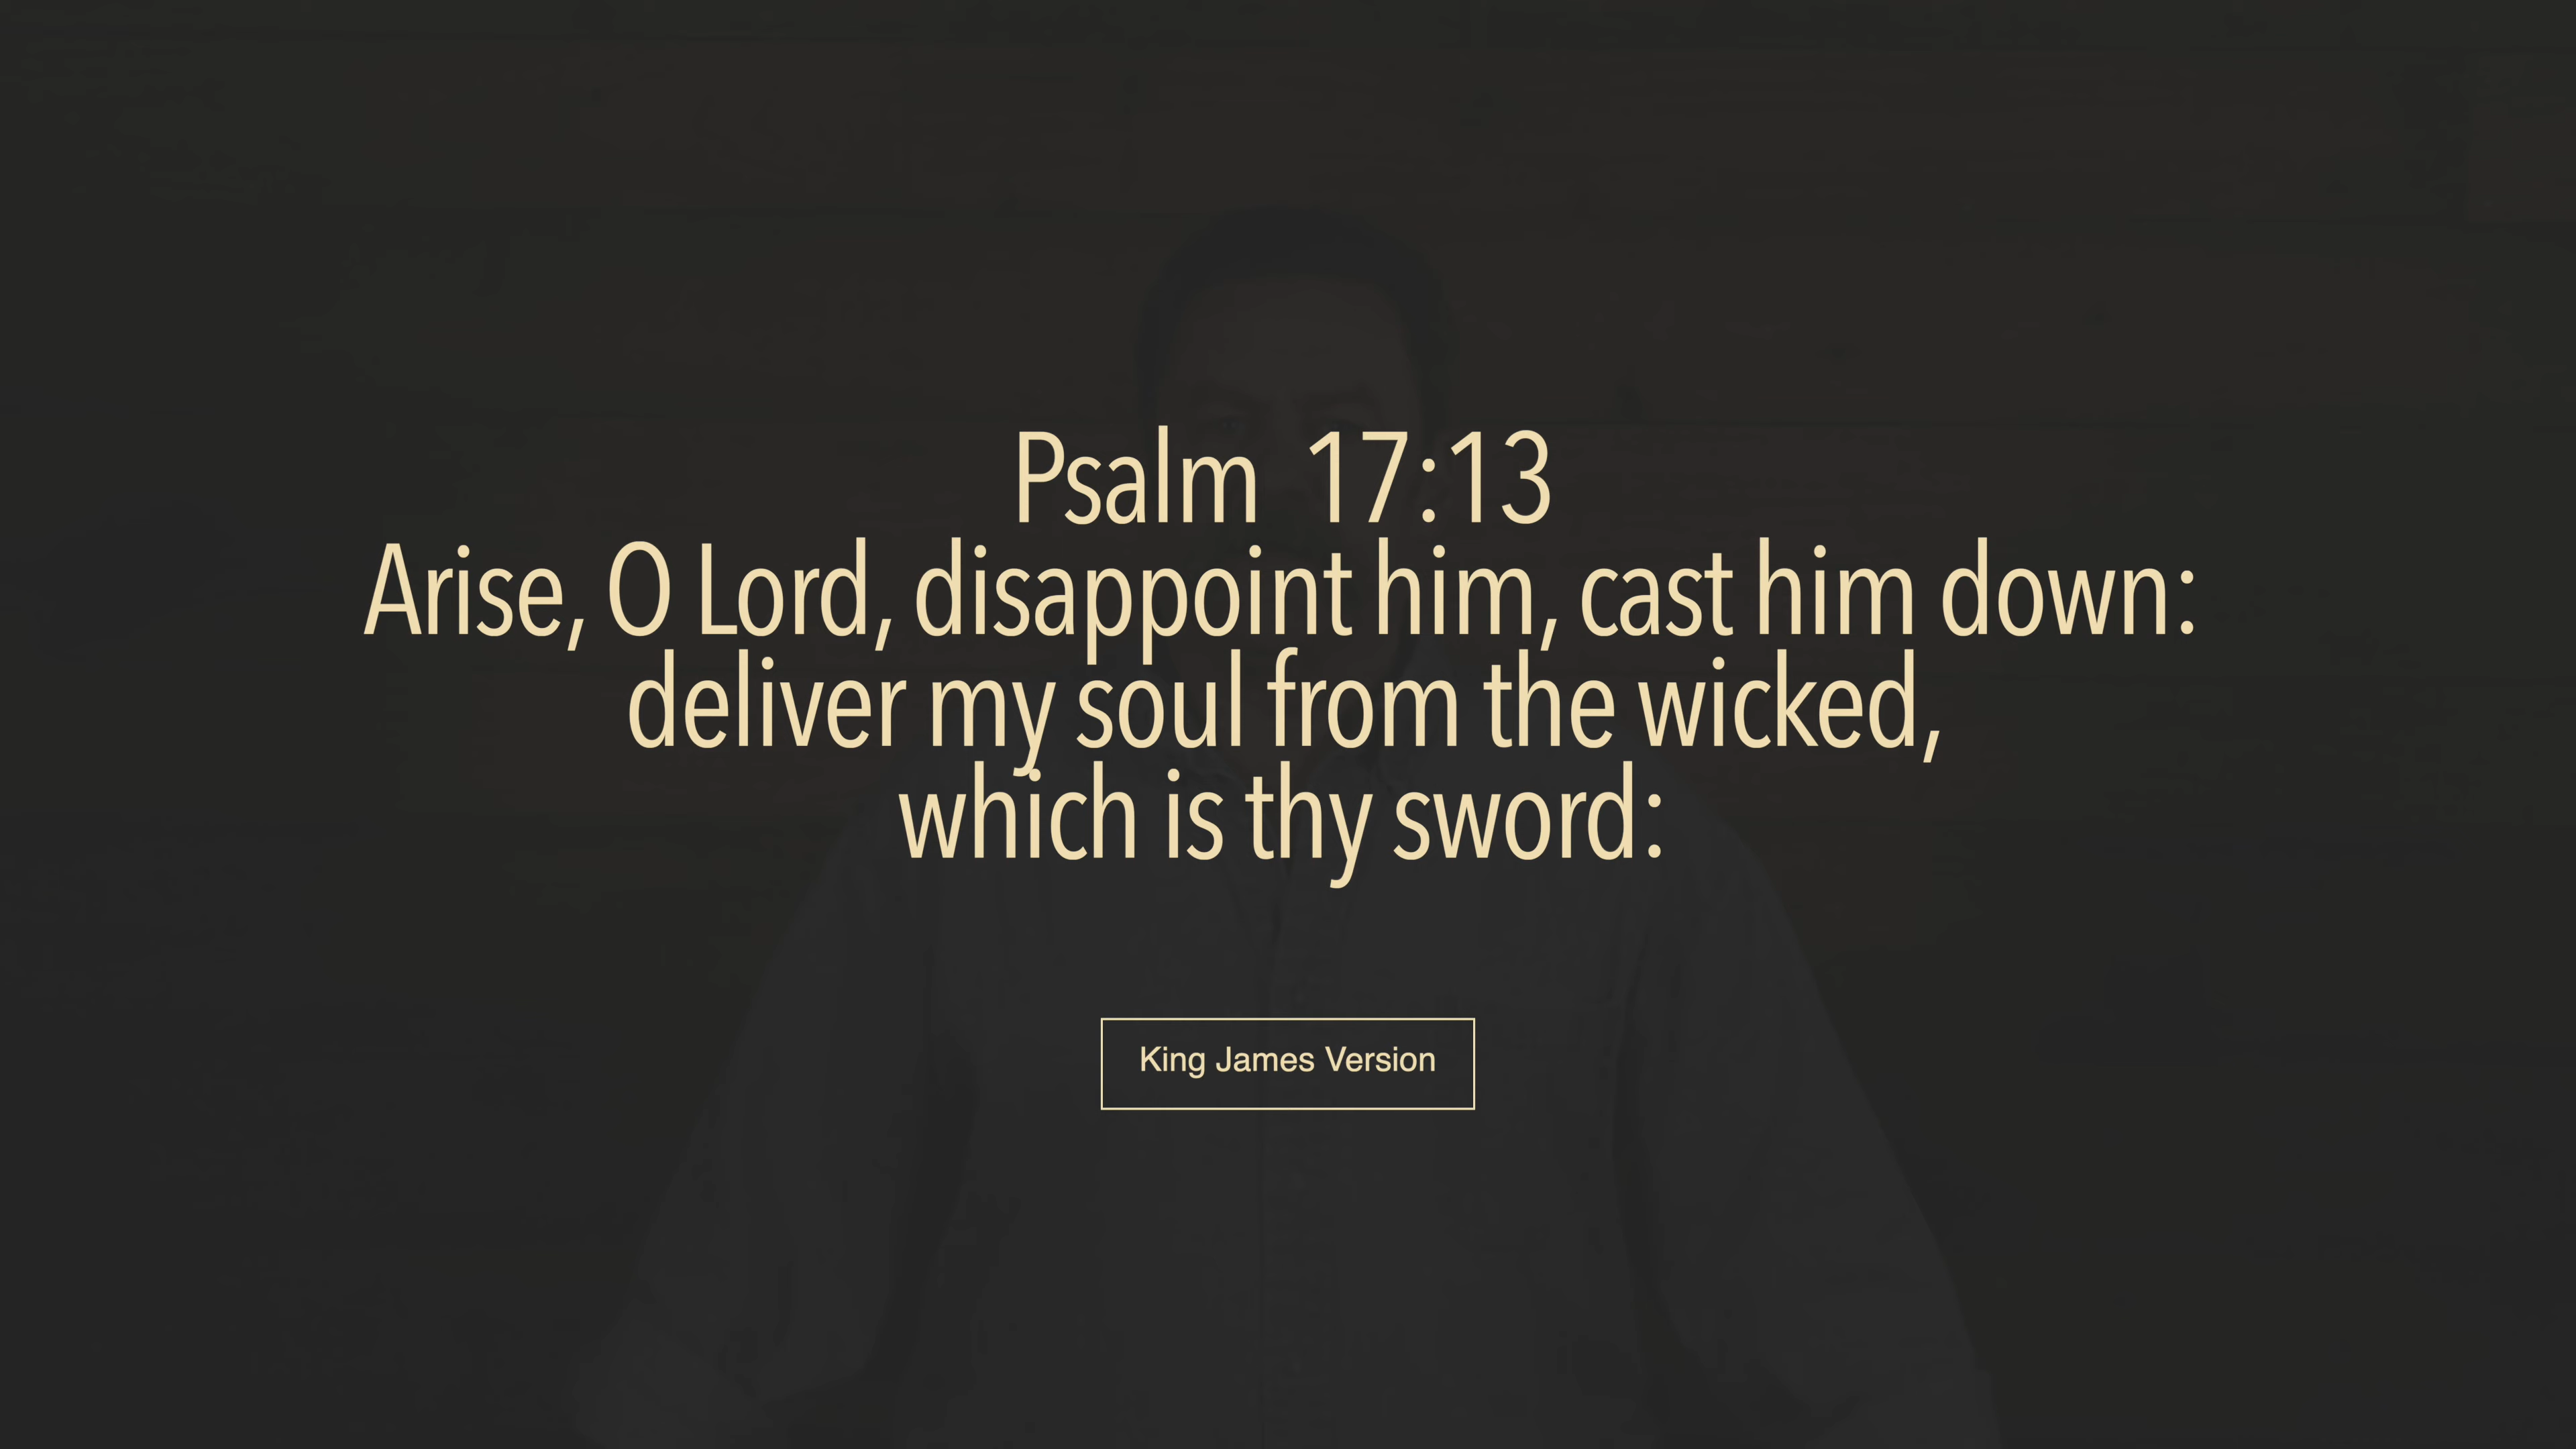 Psalm 17:13
Arise, O Lord, disappoint him, cast him down:
deliver my soul from the wicked,
which is thy sword:
King James Version